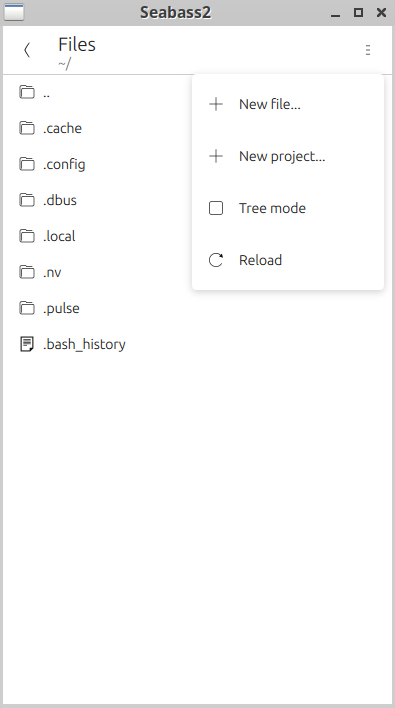 Seabass2
Files
~/
..
.cache
.config
.dbus
.local
.nv
.pulse
.bash_history
New file...
New project...
Tree mode
Reload